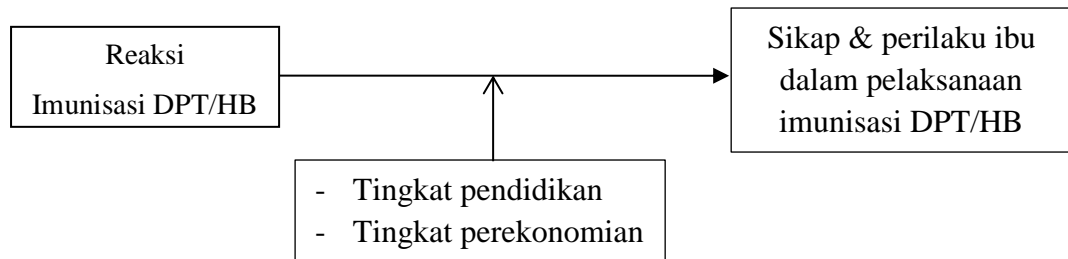 Reaksi
Imunisasi DPT/HB
Sikap & perilaku ibu
dalam pelaksanaan
imunisasi DPT/HB
- Tingkat pendidikan
- Tingkat perekonomian